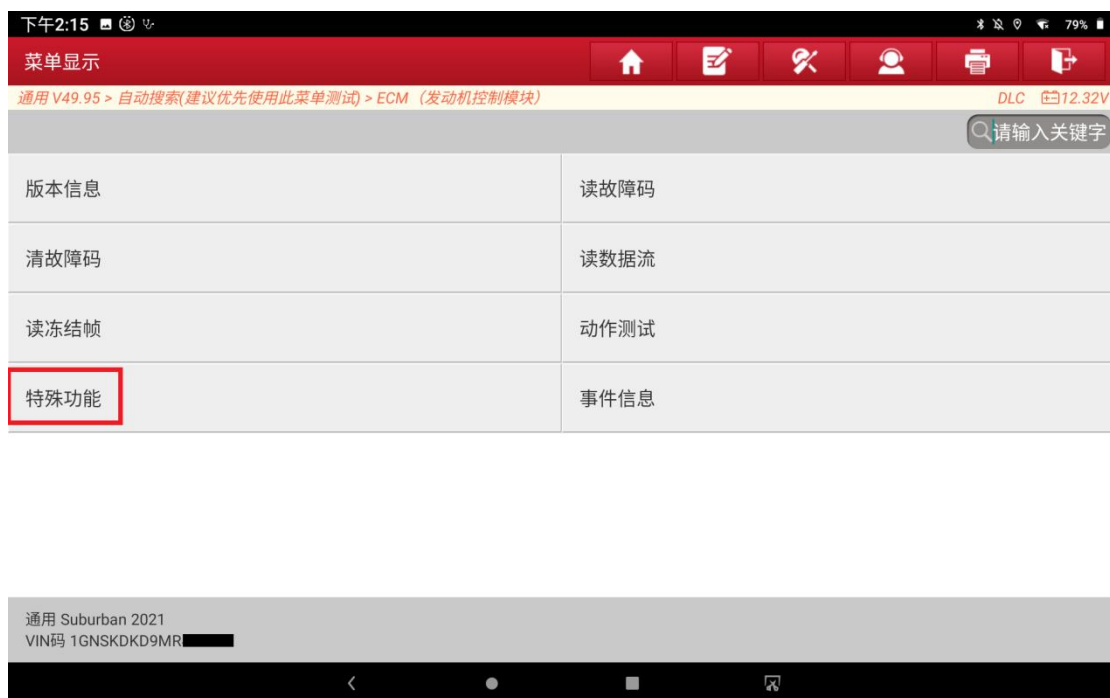 下午2:15 79%
菜单显示
通用 V49.95 > 自动搜索(建议优先使用此菜单测试) > ECM（发动机控制模块） DLC 12.32V
请输入关键字
版本信息 读故障码
清故障码 读数据流
读冻结帧 动作测试
特殊功能 事件信息
通用 Suburban 2021
VIN码 1GNSKDKD9MR